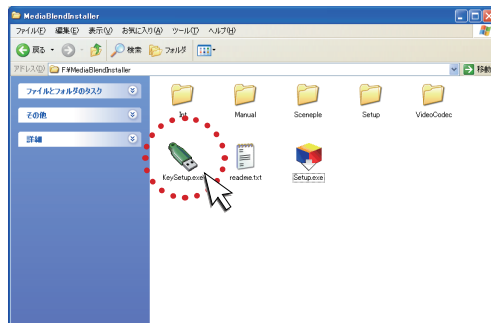 MediaBlendInstaller
ファイル(F) 編集(E) 表示(V) お気に入り(A) ツール(T) ヘルプ(H)
戻る 検索 フォルダ
アドレス(D) F:¥MediaBlendInstaller 移動
ファイルとフォルダのタスク
その他
詳細
Manual Sceneple Setup VideoCodec
KeySetup.exe readme.txt Setup.exe